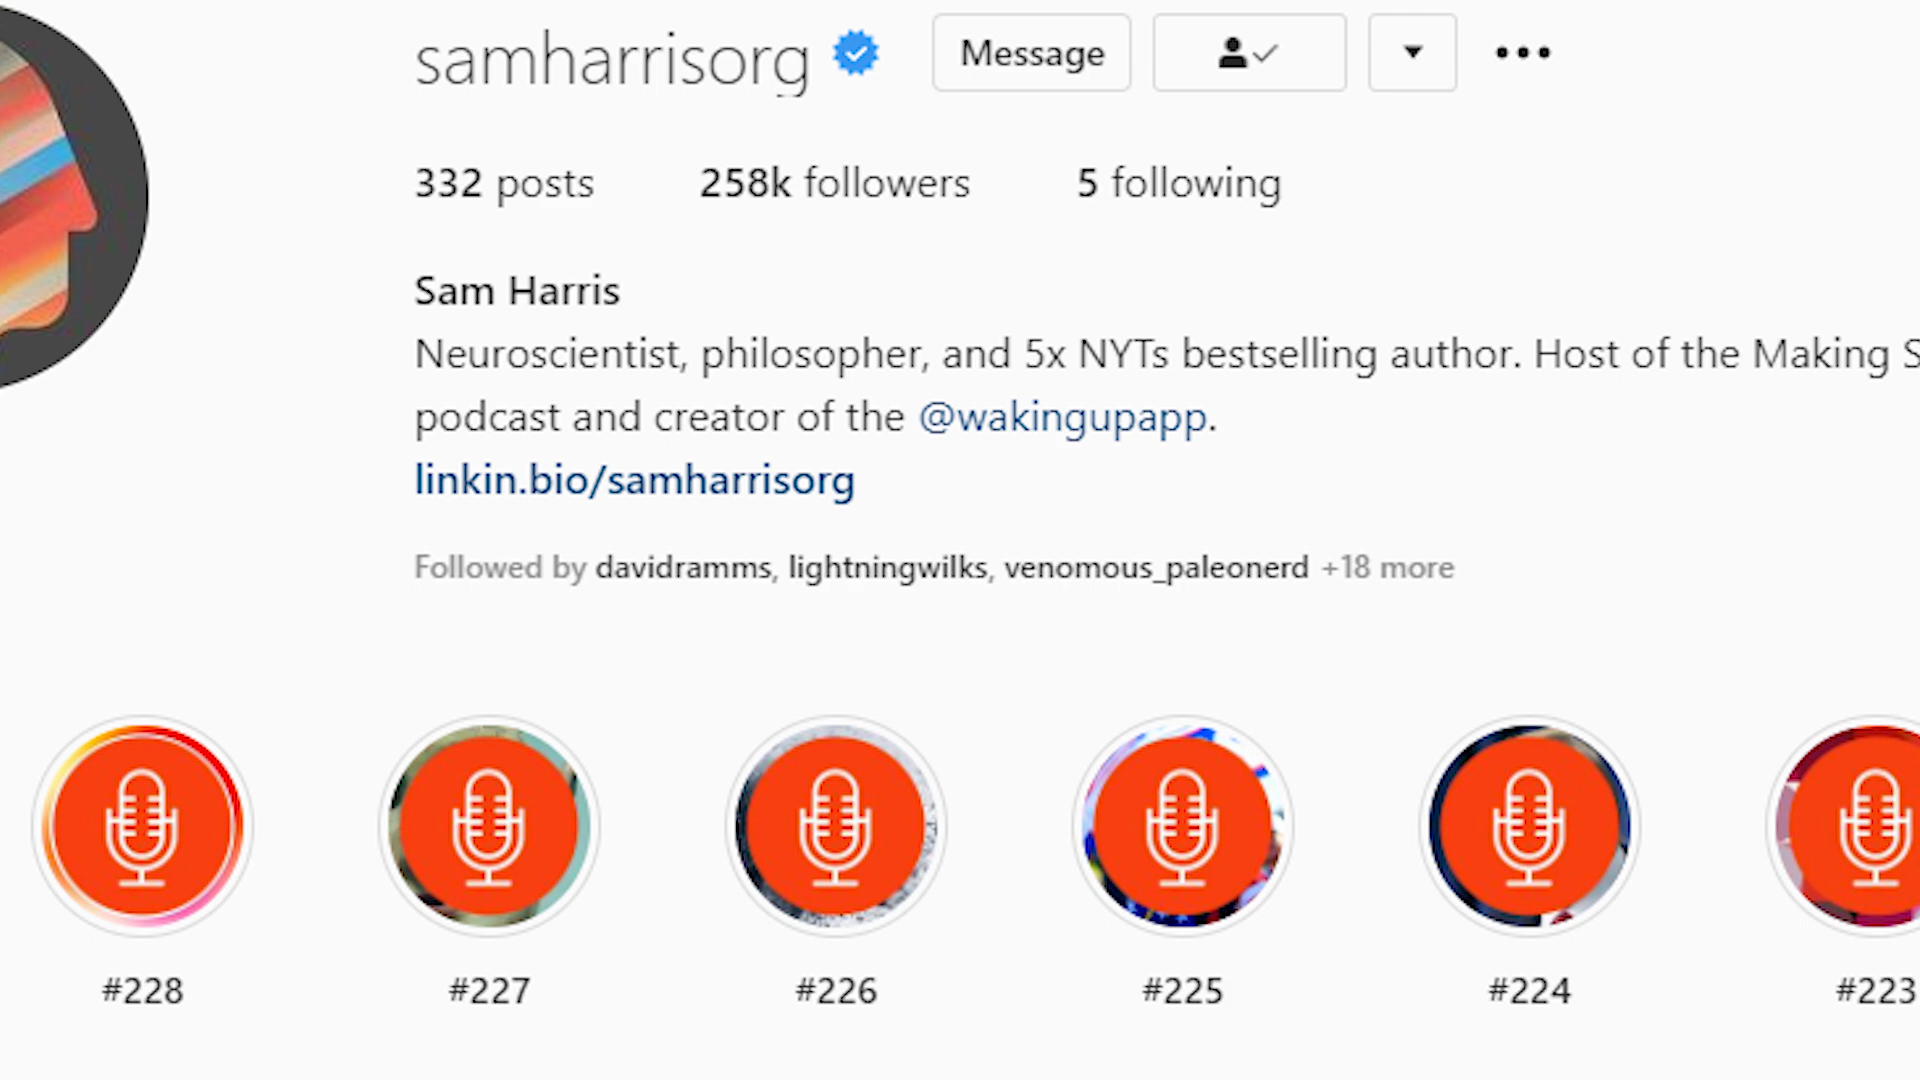 samharrisorg Message
332 posts 258k followers 5 following
Sam Harris
Neuroscientist, philosopher, and 5x NYTs bestselling author. Host of the Making S
podcast and creator of the @wakingupapp.
linkin.bio/samharrisorg
Followed by davidramms, lightningwilks, venomous_paleonerd +18 more
#228 #227 #226 #225 #224 #223